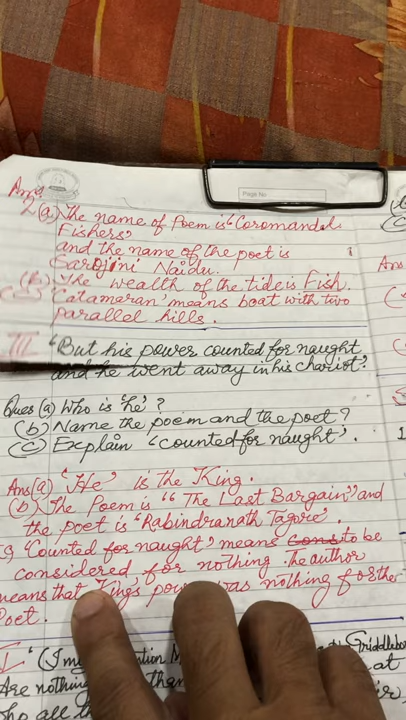 Ans
2 (a) The name of Poem is "Coromandel
Fishers"
and the name of the poet is
Sarojini Naidu.
(b) The wealth of the tide is Fish.
(c) 'Catamaran' means boat with two
parallel hills.
III "But his power counted for naught
and he went away in his chariot."
Ques (a) Who is 'he' ?
(b) Name the poem and the poet ?
(c) Explain 'counted for naught'.
Ans (a) 'He' is the King.
(b) The Poem is "The Last Bargain" and
the poet is 'Rabindranath Tagore'.
'Counted for naught' means to be
considered for nothing. The author
means that King's was nothing for the
Poet.
Are nothing
Page No
Ans